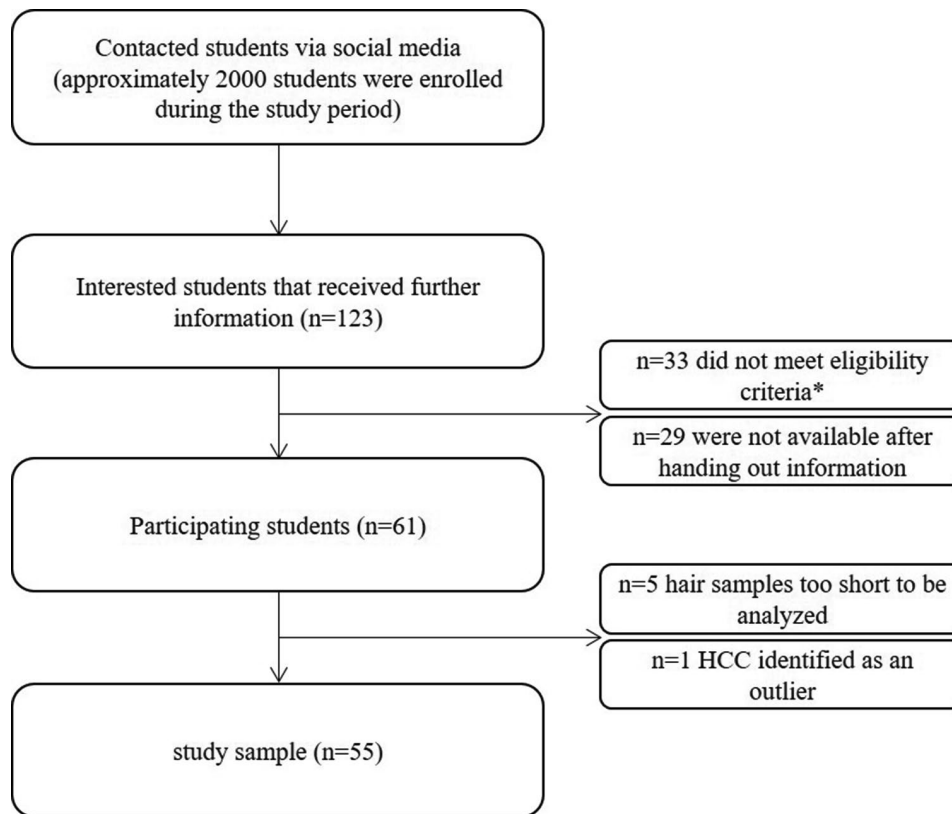 Contacted students via social media
(approximately 2000 students were enrolled
during the study period)
Interested students that received further
information (n=123)
n=33 did not meet eligibility
criteria*
n=29 were not available after
handing out information
Participating students (n=61)
n=5 hair samples too short to be
analyzed
n=1 HCC identified as an
outlier
study sample (n=55)